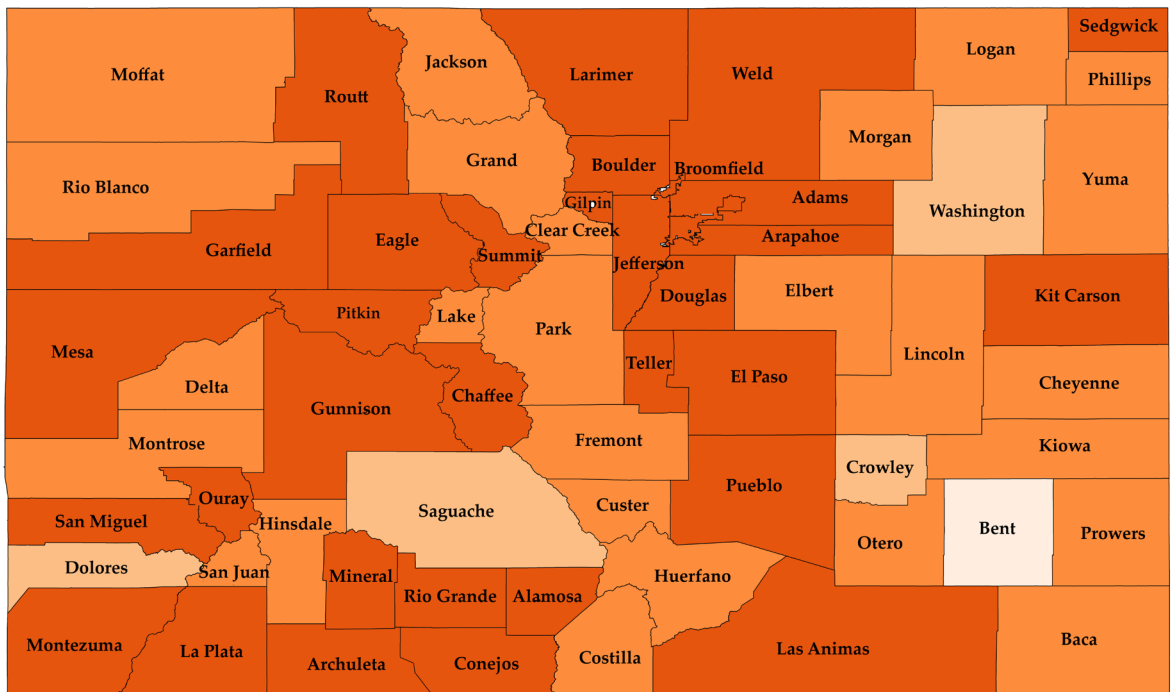 Sedgwick
Logan
Jackson
Moffat
Larimer
Weld
Phillips
Routt
Morgan
Grand
Boulder
Broomfield
Rio Blanco
Yuma
Adams
Gilpin
Washington
Clear Creek
Arapahoe
Eagle
Garfield
Summit
Jefferson
Elbert
Douglas
Kit Carson
Pitkin
Lake
Park
Mesa
Lincoln
Teller
El Paso
Cheyenne
Delta
Chaffee
Gunnison
Montrose
Fremont
Kiowa
Crowley
Pueblo
Ouray
Custer
Saguache
San Miguel
Hinsdale
Bent
Prowers
Otero
Dolores
San Juan
Mineral
Huerfano
Rio Grande
Alamosa
Baca
Montezuma
La Plata
Las Animas
Costilla
Archuleta
Conejos